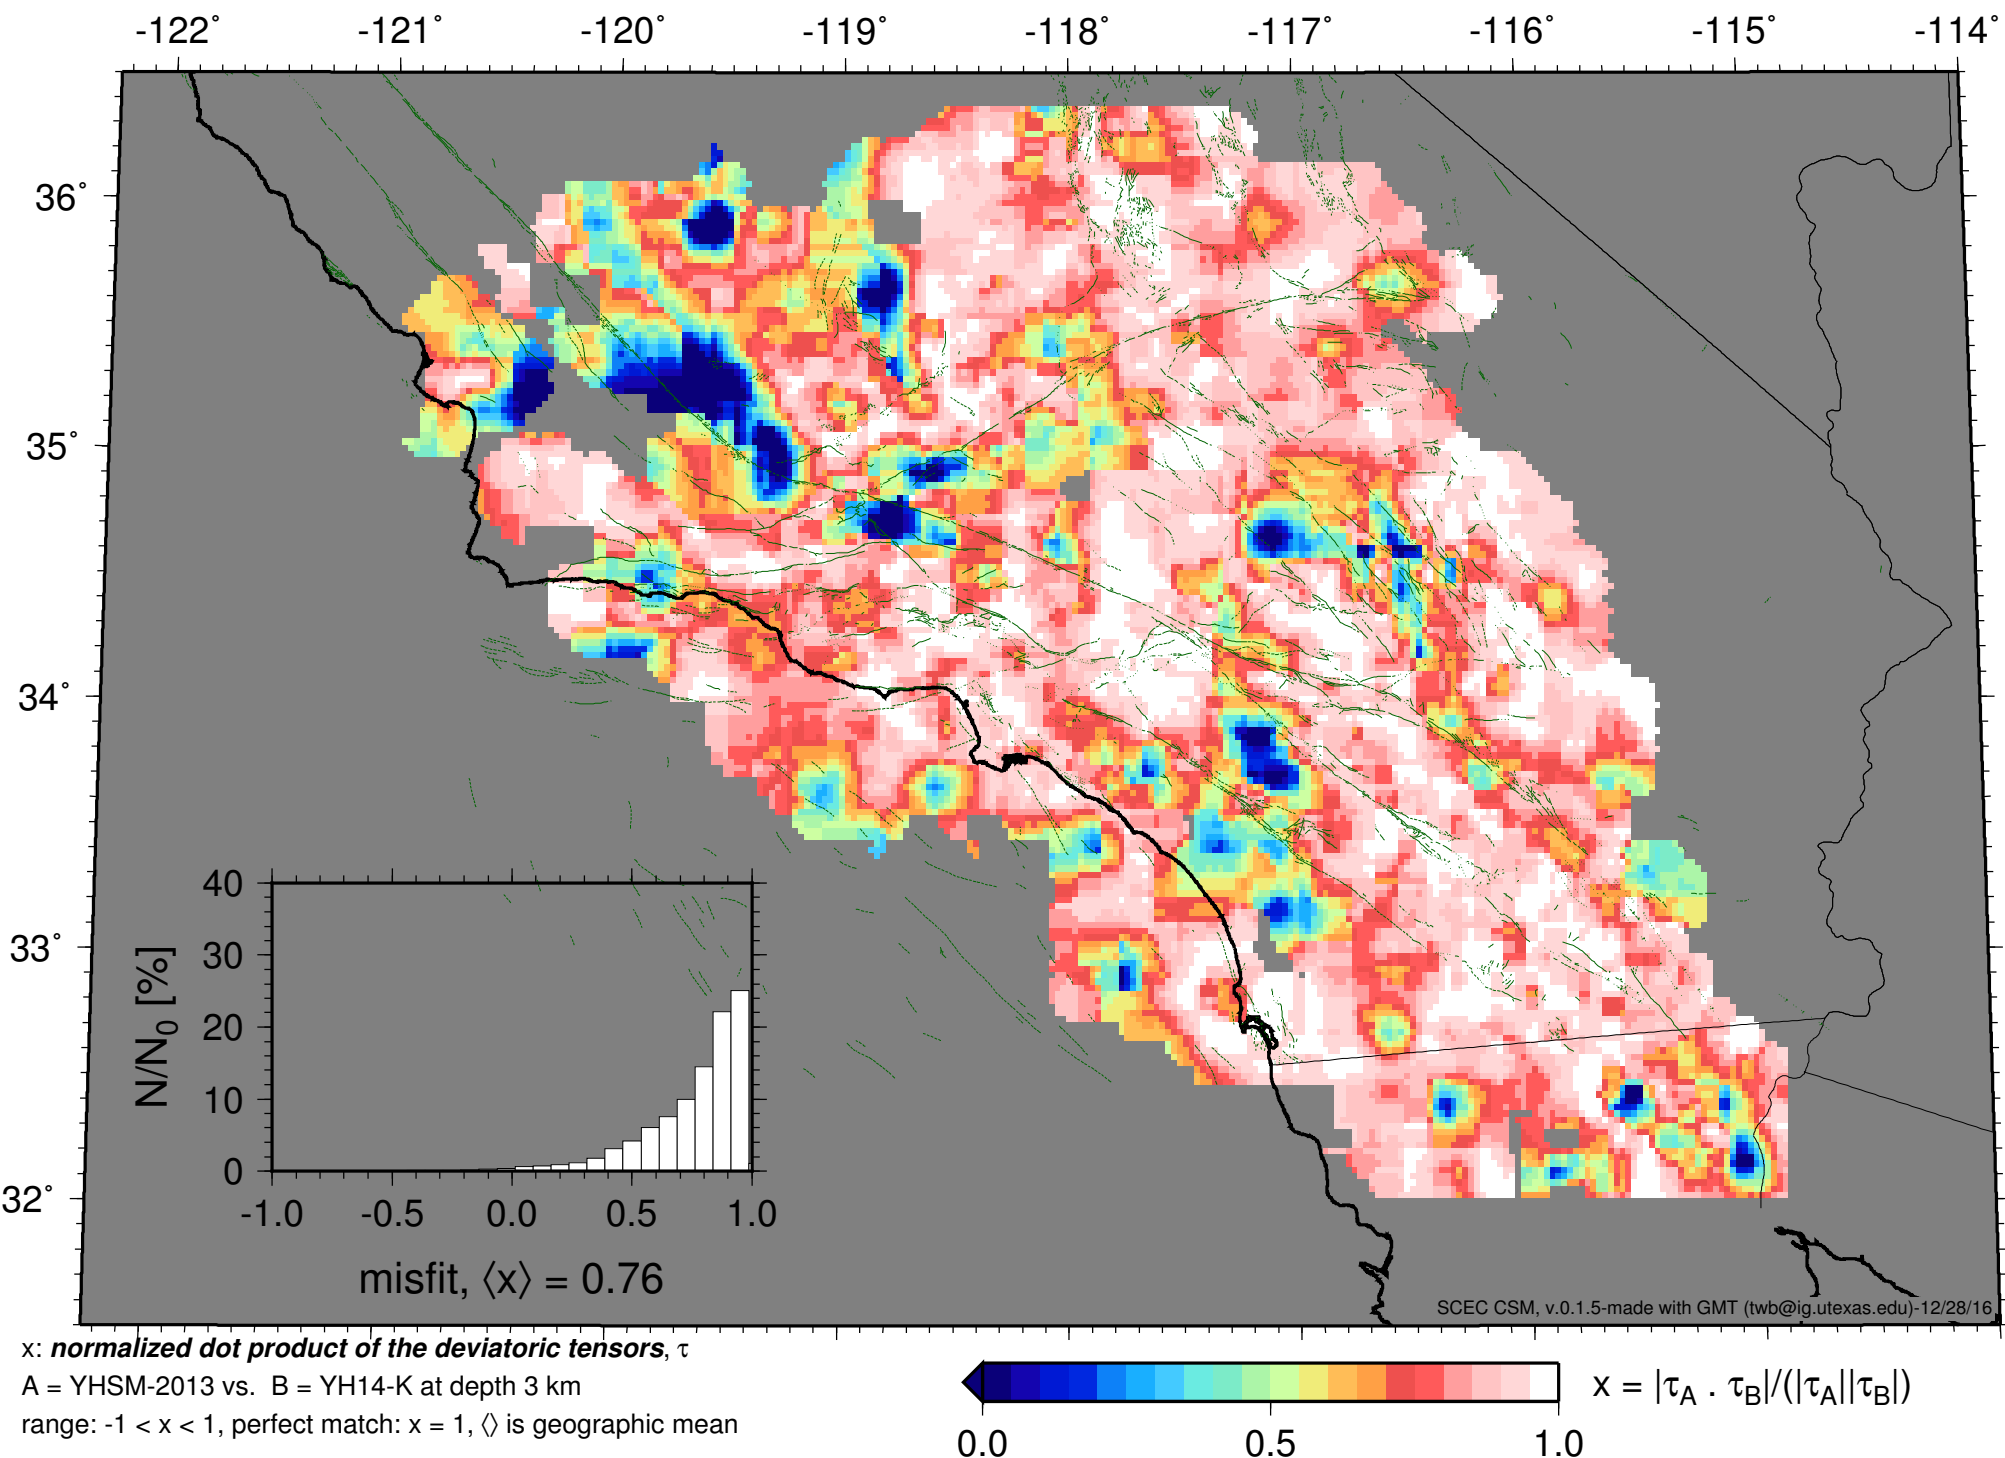 -122° -121° -120° -119° -118° -117° -116° -115° -114°
36°
35°
34°
33°
32°
40
30
20
10
0
N/N₀ [%]
-1.0 -0.5 0.0 0.5 1.0
misfit, ⟨x⟩ = 0.76
SCEC CSM, v.0.1.5-made with GMT (twb@ig.utexas.edu)-12/28/16
x: normalized dot product of the deviatoric tensors, τ
A = YHSM-2013 vs. B = YH14-K at depth 3 km
range: -1 < x < 1, perfect match: x = 1, ⟨⟩ is geographic mean
x = |τ_A . τ_B|/(|τ_A||τ_B|)
0.0 0.5 1.0